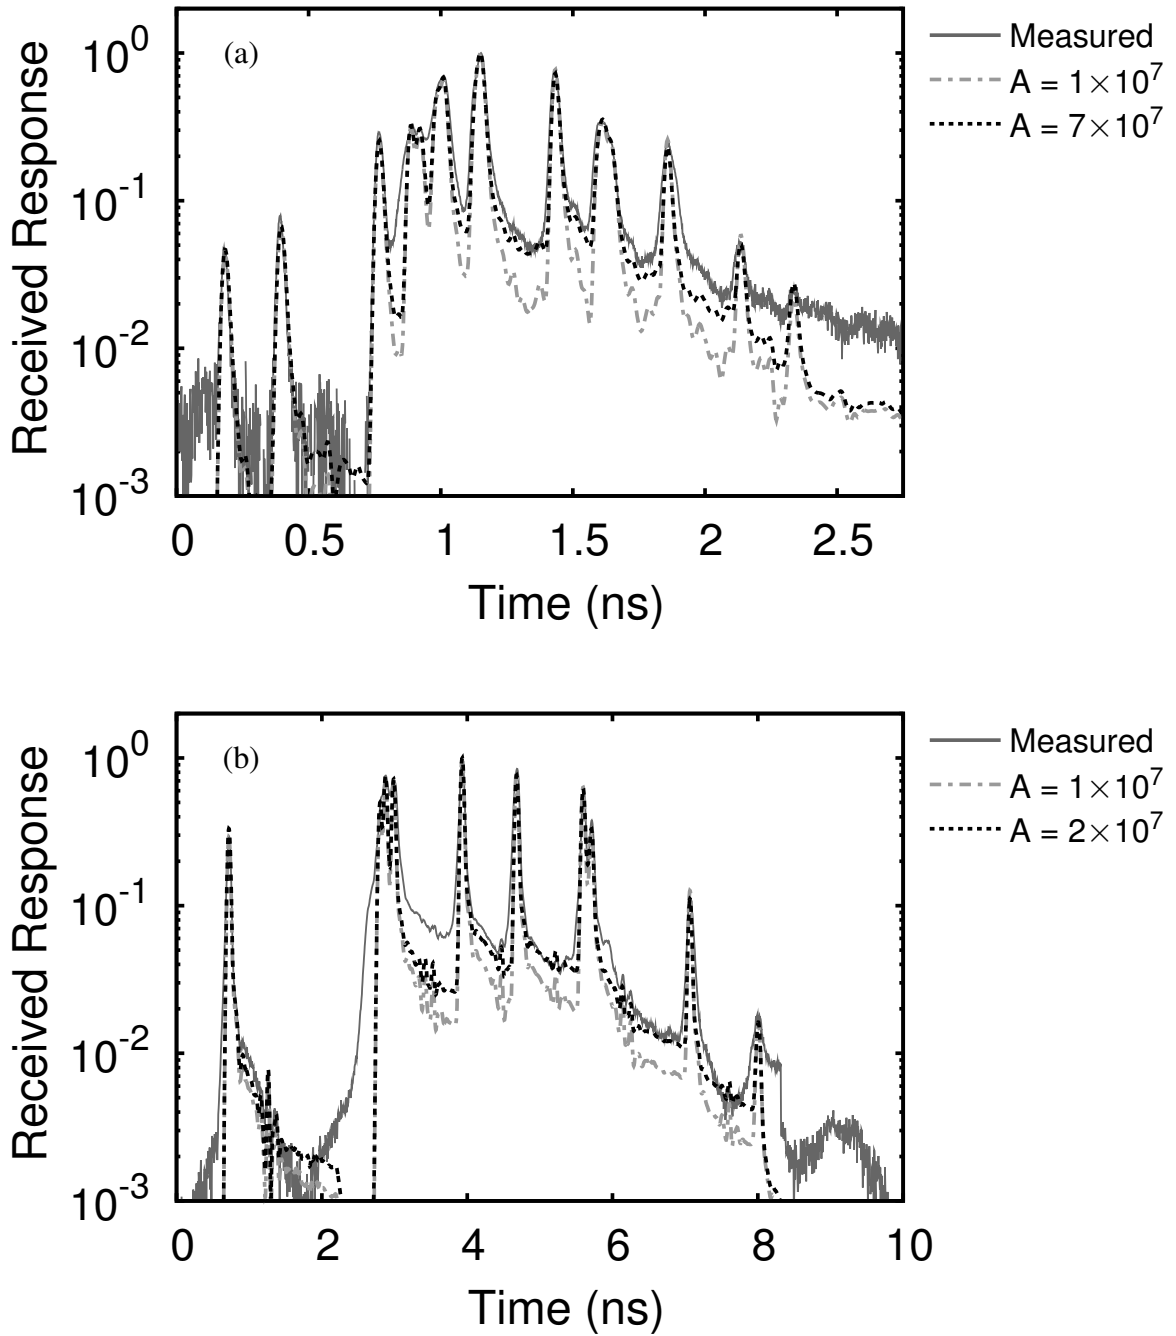 (a)
Received Response
10^0
10^-1
10^-2
10^-3
0 0.5 1 1.5 2 2.5
Time (ns)
Measured
A = 1×10^7
A = 7×10^7
(b)
Received Response
10^0
10^-1
10^-2
10^-3
0 2 4 6 8 10
Time (ns)
Measured
A = 1×10^7
A = 2×10^7